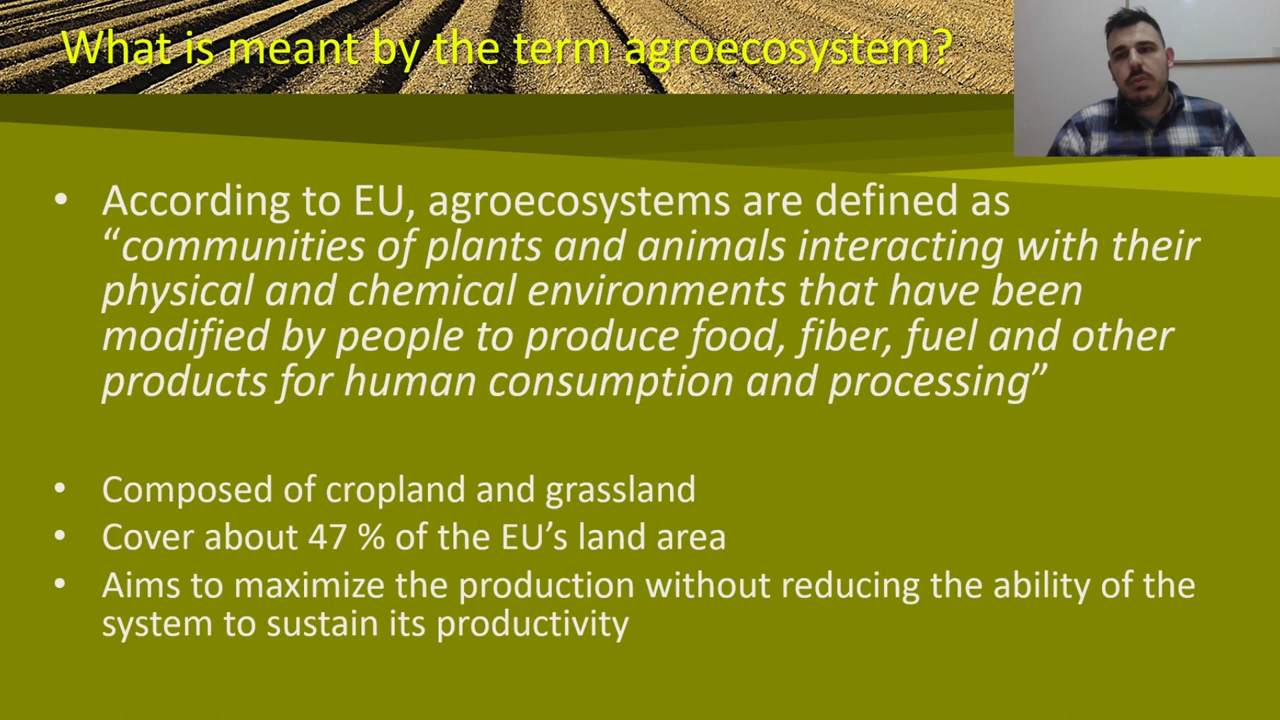 What is meant by the term agroecosystem?
• According to EU, agroecosystems are defined as
“communities of plants and animals interacting with their
physical and chemical environments that have been
modified by people to produce food, fiber, fuel and other
products for human consumption and processing”
• Composed of cropland and grassland
• Cover about 47 % of the EU’s land area
• Aims to maximize the production without reducing the ability of the
system to sustain its productivity